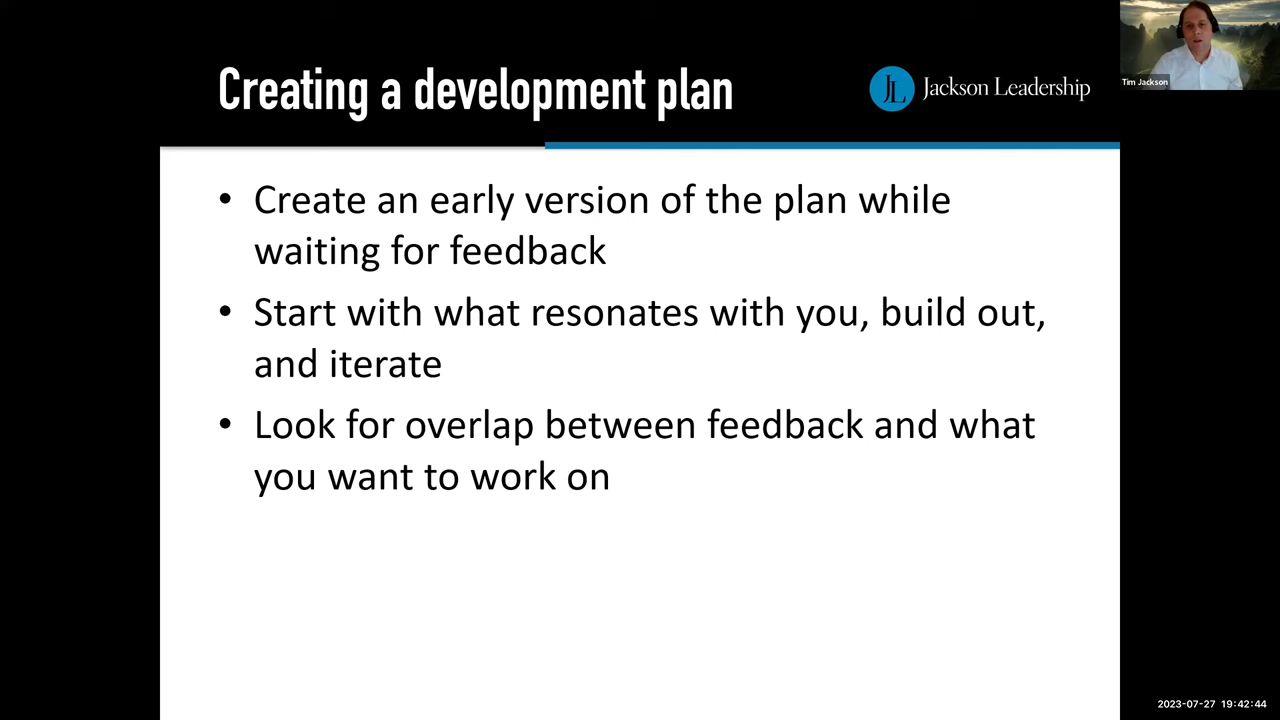 Creating a development plan
JL Jackson Leadership
Tim Jackson
• Create an early version of the plan while
waiting for feedback
• Start with what resonates with you, build out,
and iterate
• Look for overlap between feedback and what
you want to work on
2023-07-27 19:42:44